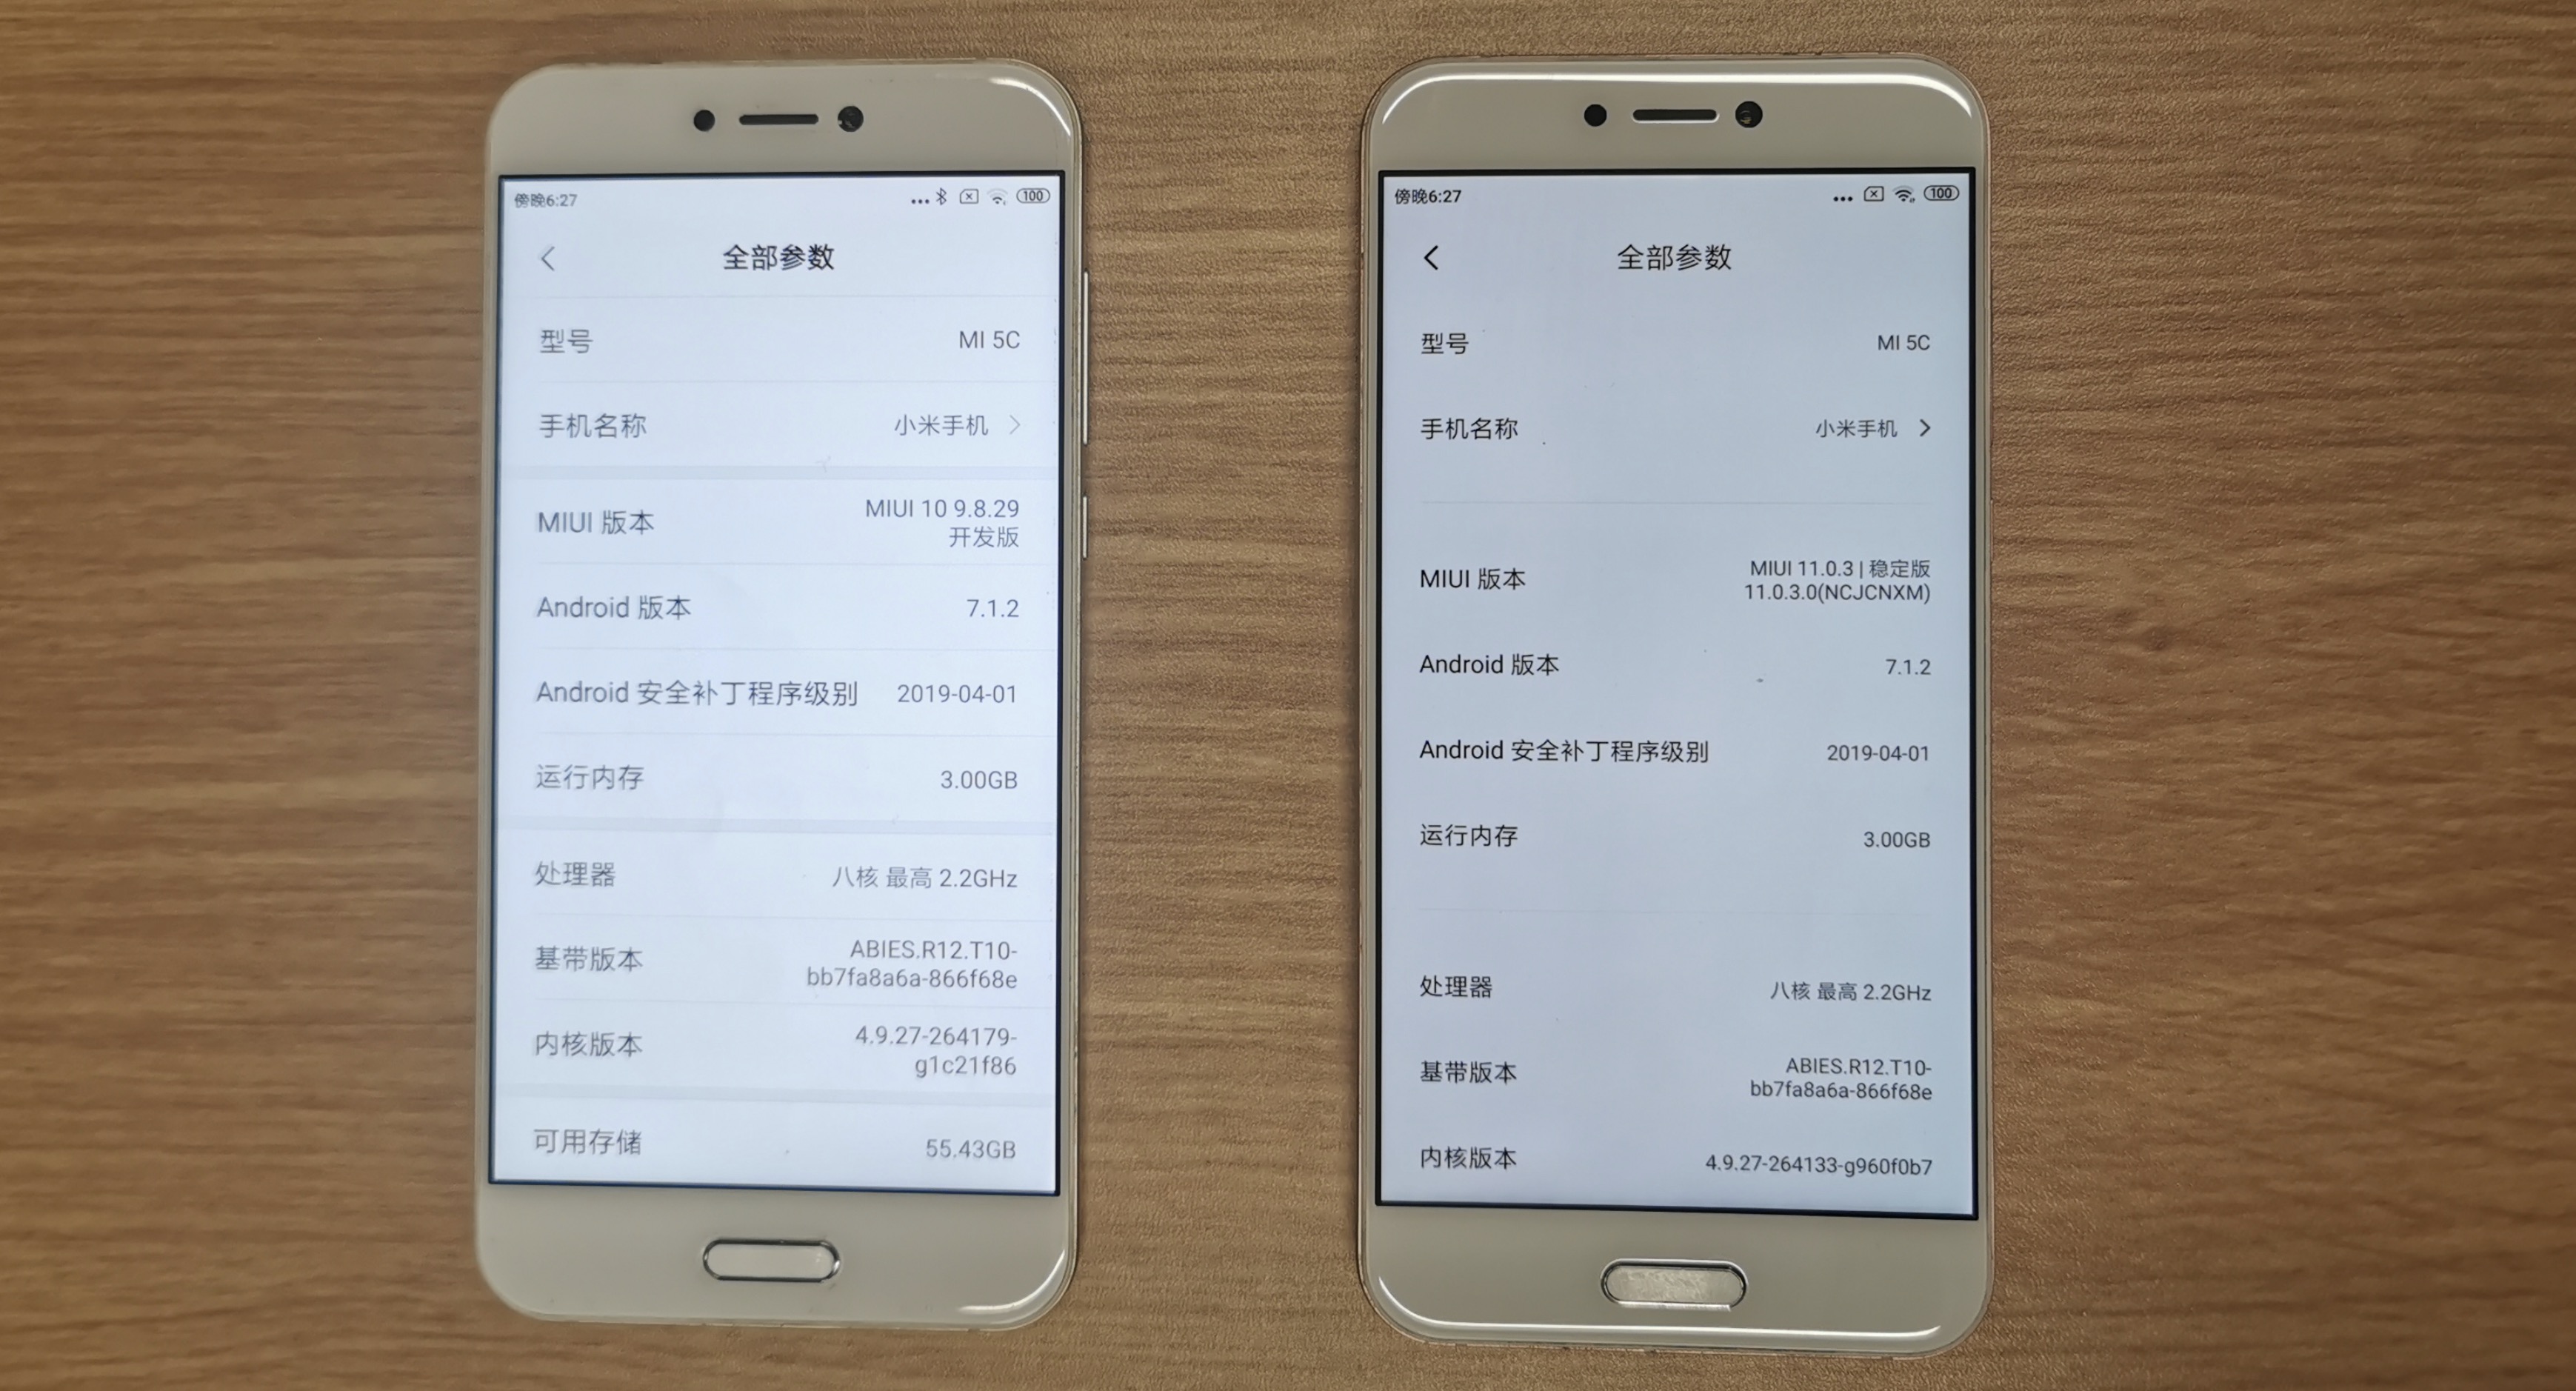 傍晚6:27
100
全部参数
型号 MI 5C
手机名称 小米手机
MIUI 版本 MIUI 10 9.8.29
开发版
Android 版本 7.1.2
Android 安全补丁程序级别 2019-04-01
运行内存 3.00GB
处理器 八核 最高 2.2GHz
基带版本 ABIES.R12.T10-
bb7fa8a6a-866f68e
内核版本 4.9.27-264179-
g1c21f86
可用存储 55.43GB
傍晚6:27
100
全部参数
型号 MI 5C
手机名称 小米手机
MIUI 版本 MIUI 11.0.3 | 稳定版
11.0.3.0(NCJCNXM)
Android 版本 7.1.2
Android 安全补丁程序级别 2019-04-01
运行内存 3.00GB
处理器 八核 最高 2.2GHz
基带版本 ABIES.R12.T10-
bb7fa8a6a-866f68e
内核版本 4.9.27-264133-g960f0b7